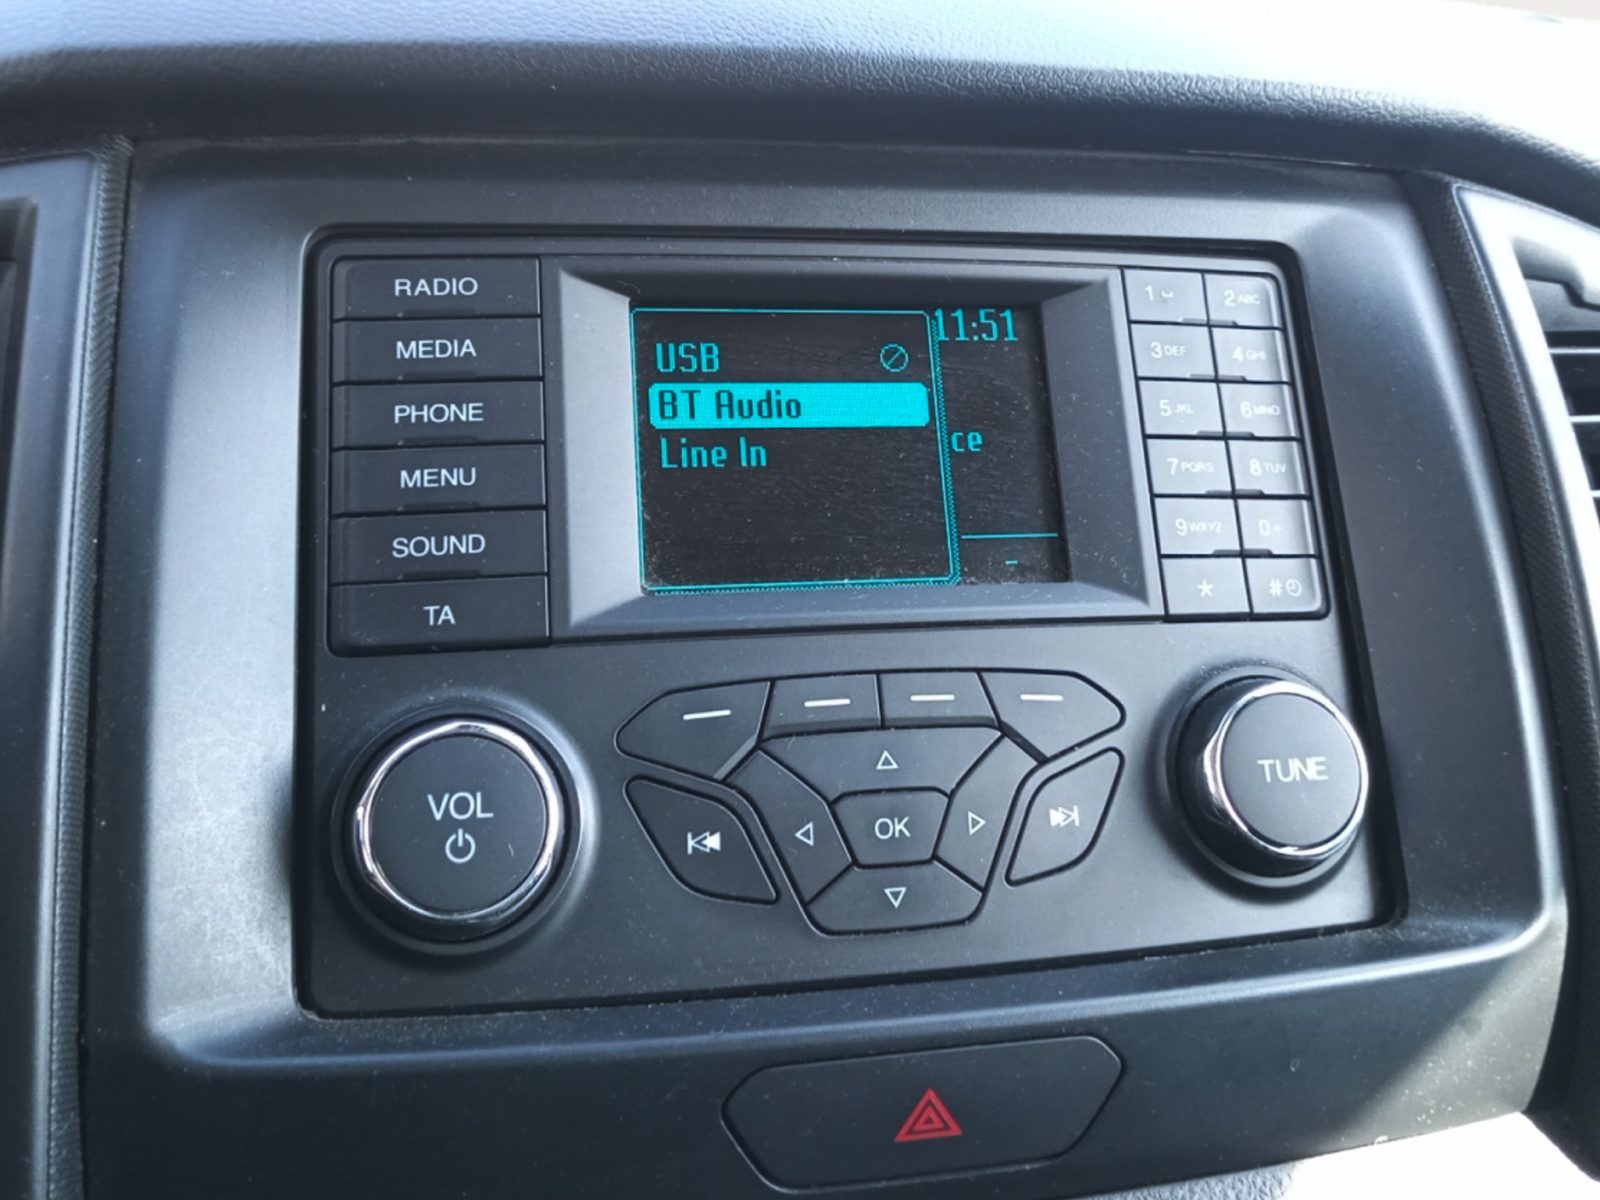 RADIO
MEDIA
PHONE
MENU
SOUND
TA
11:51
USB
BT Audio
Line In
ce
1
2 ABC
3 DEF
4 GHI
5 JKL
6 MNO
7 PQRS
8 TUV
9 WXYZ
0 +
*
#
VOL
OK
TUNE